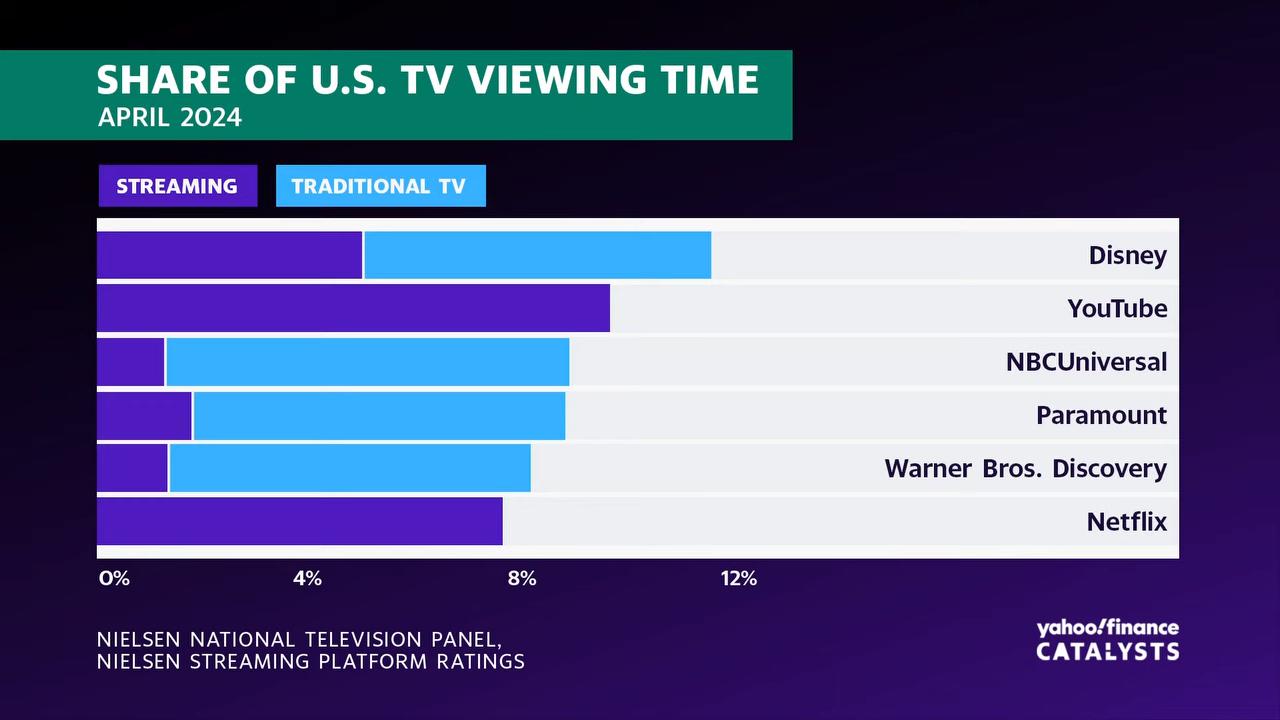 SHARE OF U.S. TV VIEWING TIME
APRIL 2024
STREAMING TRADITIONAL TV
Disney
YouTube
NBCUniversal
Paramount
Warner Bros. Discovery
Netflix
0% 4% 8% 12%
NIELSEN NATIONAL TELEVISION PANEL,
NIELSEN STREAMING PLATFORM RATINGS
yahoo!finance
CATALYSTS